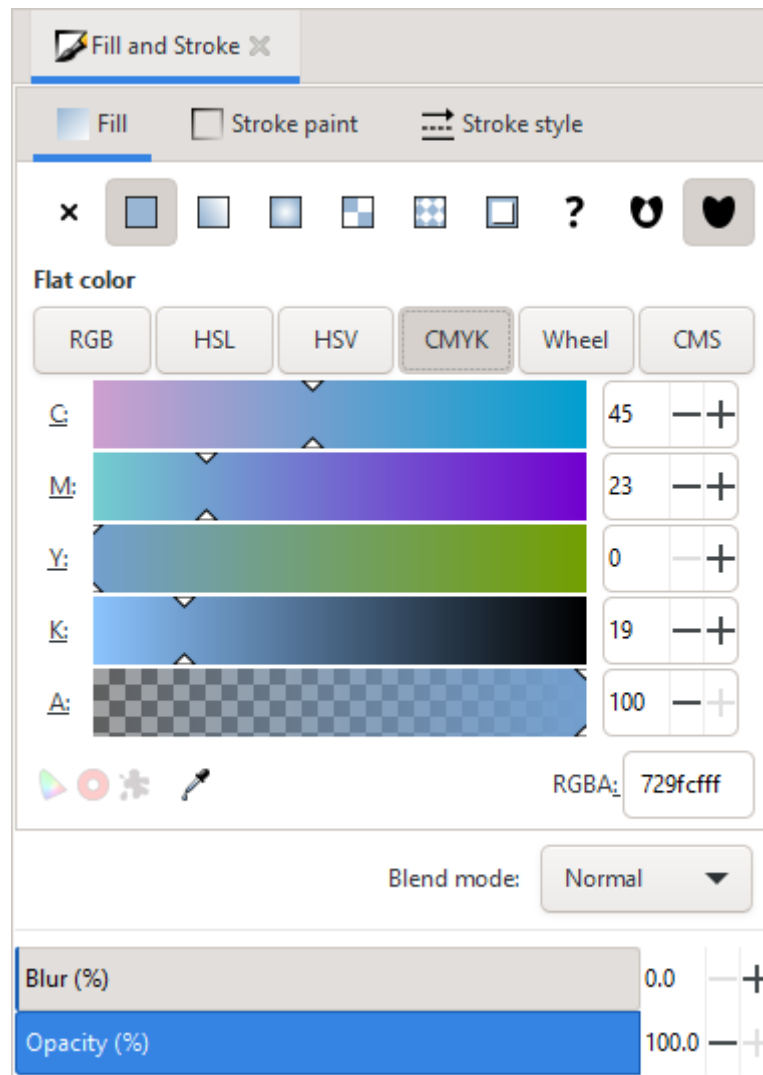 Fill and Stroke
Fill Stroke paint Stroke style
?
Flat color
RGB HSL HSV CMYK Wheel CMS
C: 45
M: 23
Y: 0
K: 19
A: 100
RGBA: 729fcfff
Blend mode: Normal
Blur (%) 0.0
Opacity (%) 100.0